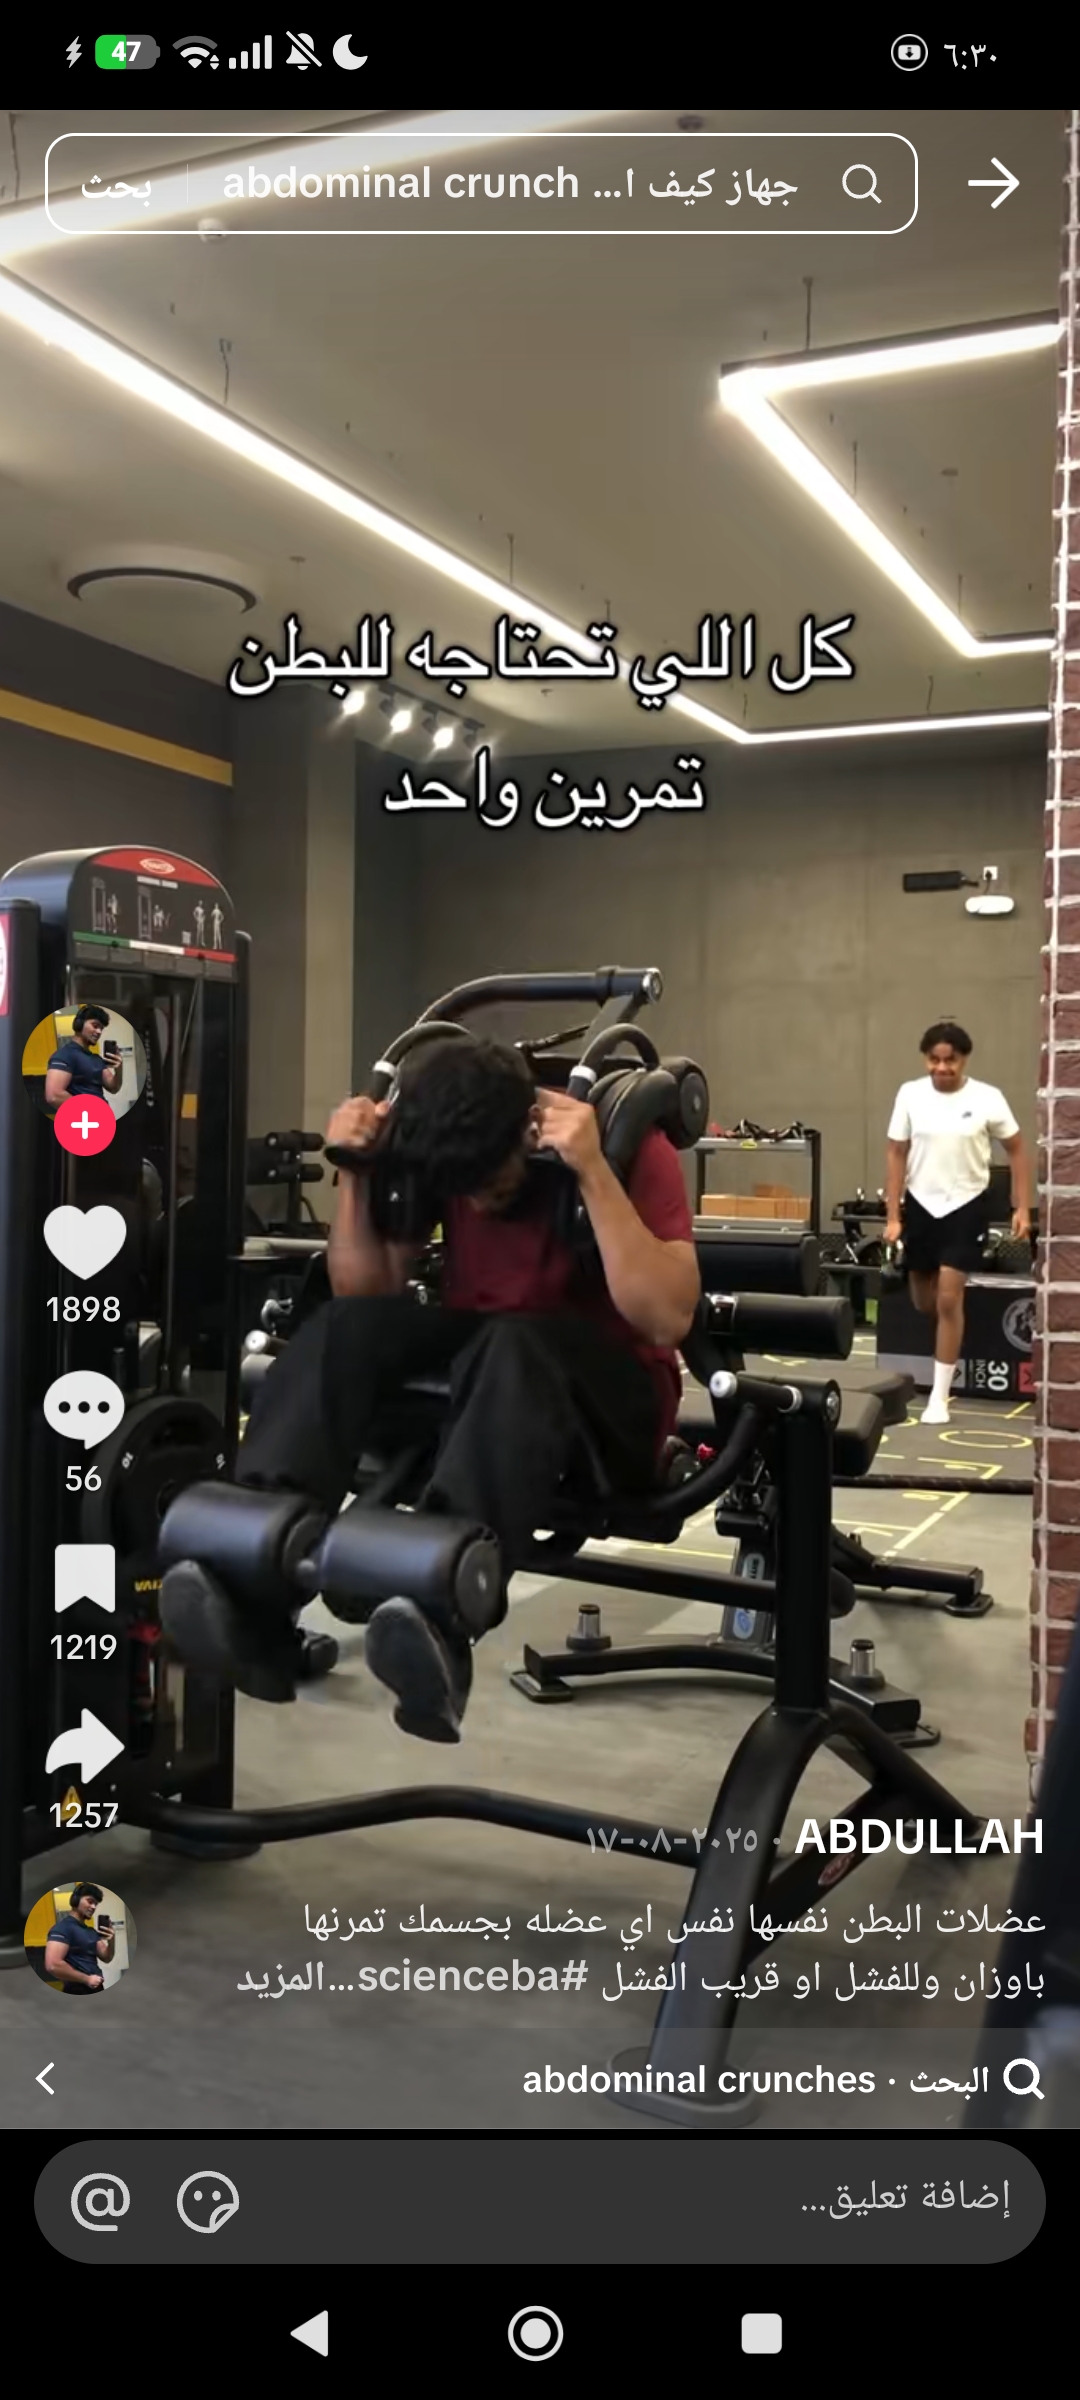 47
٦:٣٠
جهاز كيف ا... abdominal crunch
بحث
كل اللي تحتاجه للبطن
تمرين واحد
1898
56
1219
1257
30
INCH
ABDULLAH · ٢٠٢٥-٠٨-١٧
عضلات البطن نفسها نفس اي عضله بجسمك تمرنها
باوزان وللفشل او قريب الفشل #scienceba...المزيد
البحث · abdominal crunches
إضافة تعليق...